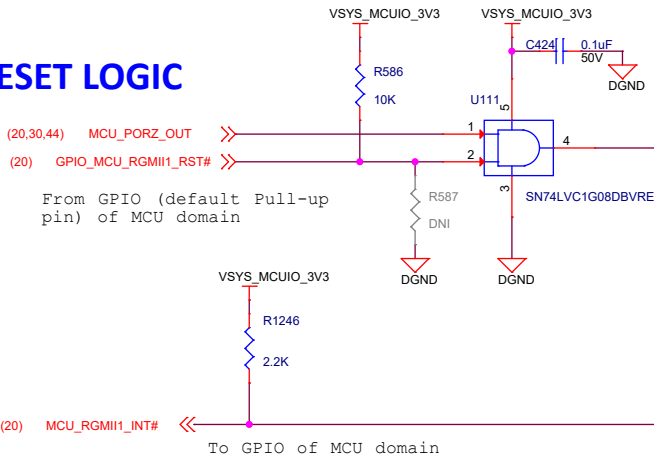 VSYS_MCUIO_3V3
VSYS_MCUIO_3V3
C424
0.1uF
50V
DGND
ESET LOGIC
R586
10K
U111
5
(20,30,44) MCU_PORZ_OUT
1
4
(20) GPIO_MCU_RGMII1_RST#
2
3
SN74LVC1G08DBVRE
From GPIO (default Pull-up
pin) of MCU domain
R587
DNI
DGND
DGND
VSYS_MCUIO_3V3
R1246
2.2K
(20) MCU_RGMII1_INT#
To GPIO of MCU domain